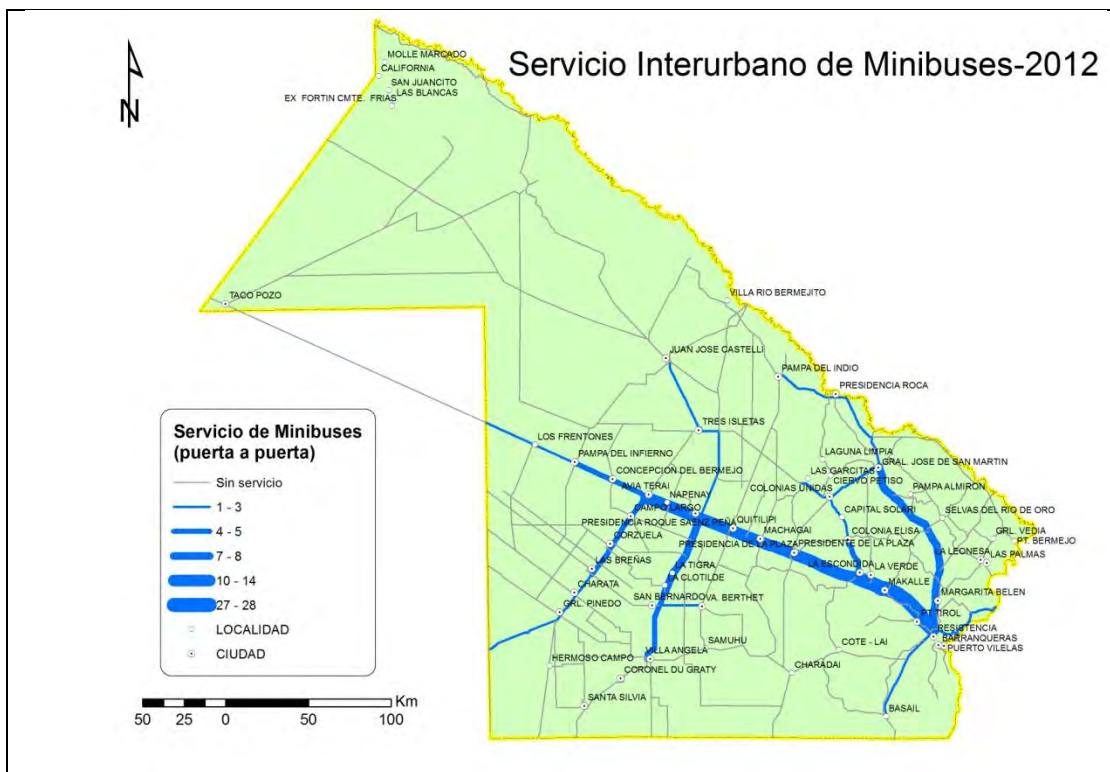 Servicio Interurbano de Minibuses-2012
N
MOLLE MARCADO
CALIFORNIA
SAN JUANCITO
LAS BLANCAS
EX FORTIN CMTE. FRIAS
TACO POZO
VILLA RIO BERMEJITO
JUAN JOSE CASTELLI
PAMPA DEL INDIO
PRESIDENCIA ROCA
TRES ISLETAS
LOS FRENTONES
PAMPA DEL INFIERNO
LAGUNA LIMPIA
GRAL. JOSE DE SAN MARTIN
CONCEPCION DEL BERMEJO
LAS GARCITAS
CIERVO PETISO
AVIA TERAI
COLONIAS UNIDAS
PAMPA ALMIRON
NAPENAY
CAMPO LARGO
CAPITAL SOLARI
SELVAS DEL RIO DE ORO
PRESIDENCIA ROQUE SAENZ PEÑA
QUITILIPI
COLONIA ELISA
CORZUELA
MACHAGAI
GRL. VEDIA
PT. BERMEJO
PRESIDENCIA DE LA PLAZA
PRESIDENTE DE LA PLAZA
LA LEONESA
LAS PALMAS
LAS BREÑAS
LA TIGRA
LA ESCONDIDA
LA VERDE
LA CLOTILDE
MAKALLE
CHARATA
MARGARITA BELEN
GRL. PINEDO
SAN BERNARDO
VA. BERTHET
PT. TIROL
RESISTENCIA
BARRANQUERAS
PUERTO VILELAS
SAMUHU
COTE - LAI
HERMOSO CAMPO
VILLA ANGELA
CORONEL DU GRATY
CHARADAI
SANTA SILVIA
BASAIL
Servicio de Minibuses
(puerta a puerta)
Sin servicio
1 - 3
4 - 5
7 - 8
10 - 14
27 - 28
LOCALIDAD
CIUDAD
Km
50 25 0 50 100